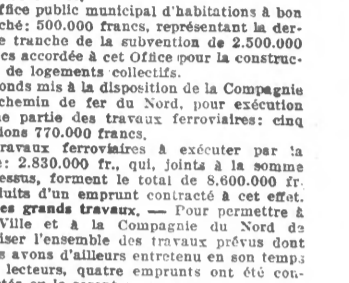 ffice public municipal d'habitations à bon
ché: 500.000 francs, représentant la der-
e tranche de la subvention de 2.500.000
cs accordée à cet Office pour la construc-
de logements collectifs.
onds mis à la disposition de la Compagnie
chemin de fer du Nord, pour exécution
e partie des travaux ferroviaires: cinq
ions 770.000 francs.
ravaux ferroviaires à exécuter par la
e: 2.830.000 fr., qui, joints à la somme
essus, forment le total de 8.600.000 fr.
duits d'un emprunt contracté à cet effet.
es grands travaux. — Pour permettre à
Ville et à la Compagnie du Nord de
iser l'ensemble des travaux prévus dont
s avons d'ailleurs entretenu en son temps
lecteurs, quatre emprunts ont été con-